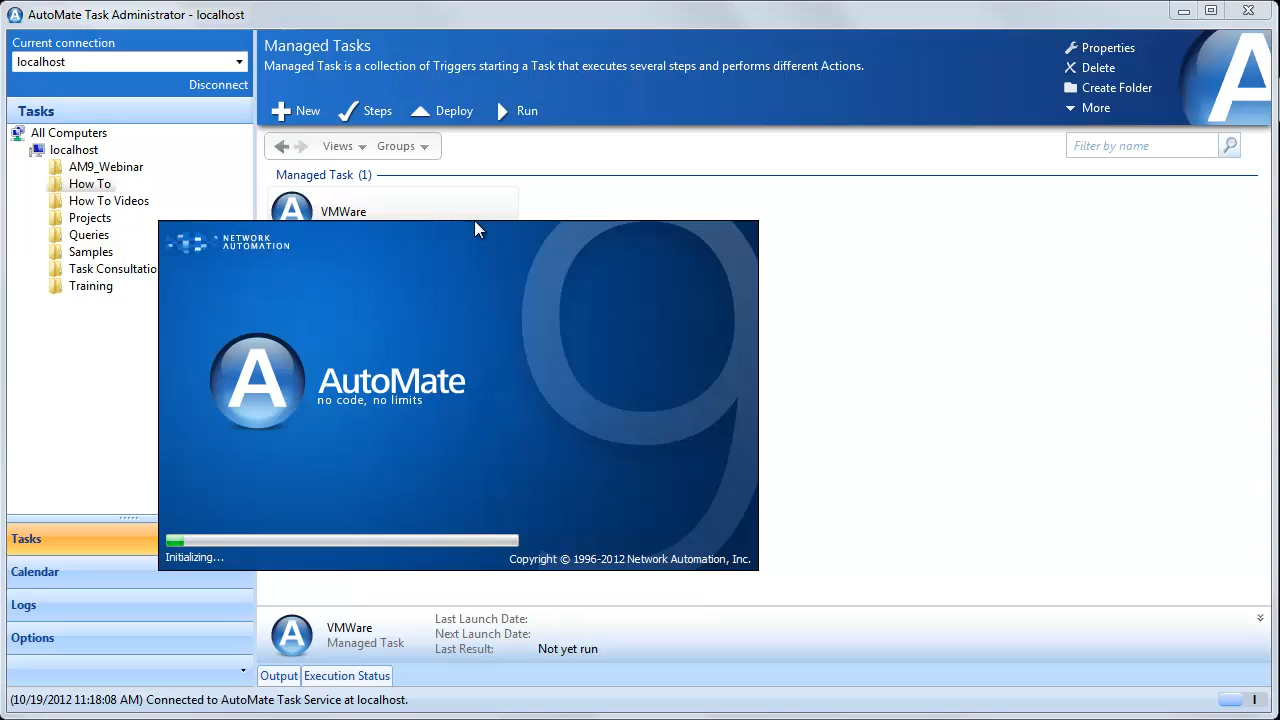 AutoMate Task Administrator - localhost
Current connection
localhost
Disconnect
Managed Tasks
Managed Task is a collection of Triggers starting a Task that executes several steps and performs different Actions.
New Steps Deploy Run
Properties
Delete
Create Folder
More
Tasks
All Computers
localhost
AM9_Webinar
How To
How To Videos
Projects
Queries
Samples
Task Consultatio
Training
Views Groups
Filter by name
Managed Task (1)
VMWare
NETWORK
AUTOMATION
A
AutoMate
no code, no limits
9
Initializing...
Copyright © 1996-2012 Network Automation, Inc.
Tasks
Calendar
Logs
Options
VMWare
Managed Task
Last Launch Date:
Next Launch Date:
Last Result: Not yet run
Output Execution Status
(10/19/2012 11:18:08 AM) Connected to AutoMate Task Service at localhost.